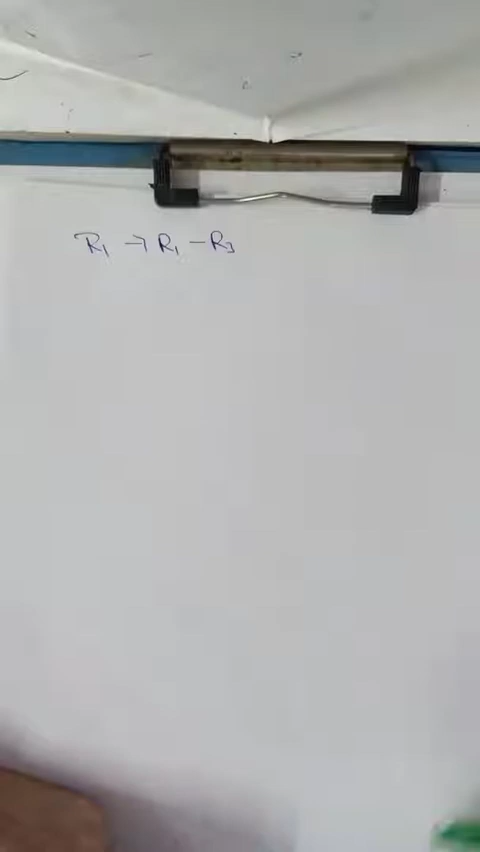 R₁ → R₁ - R₃